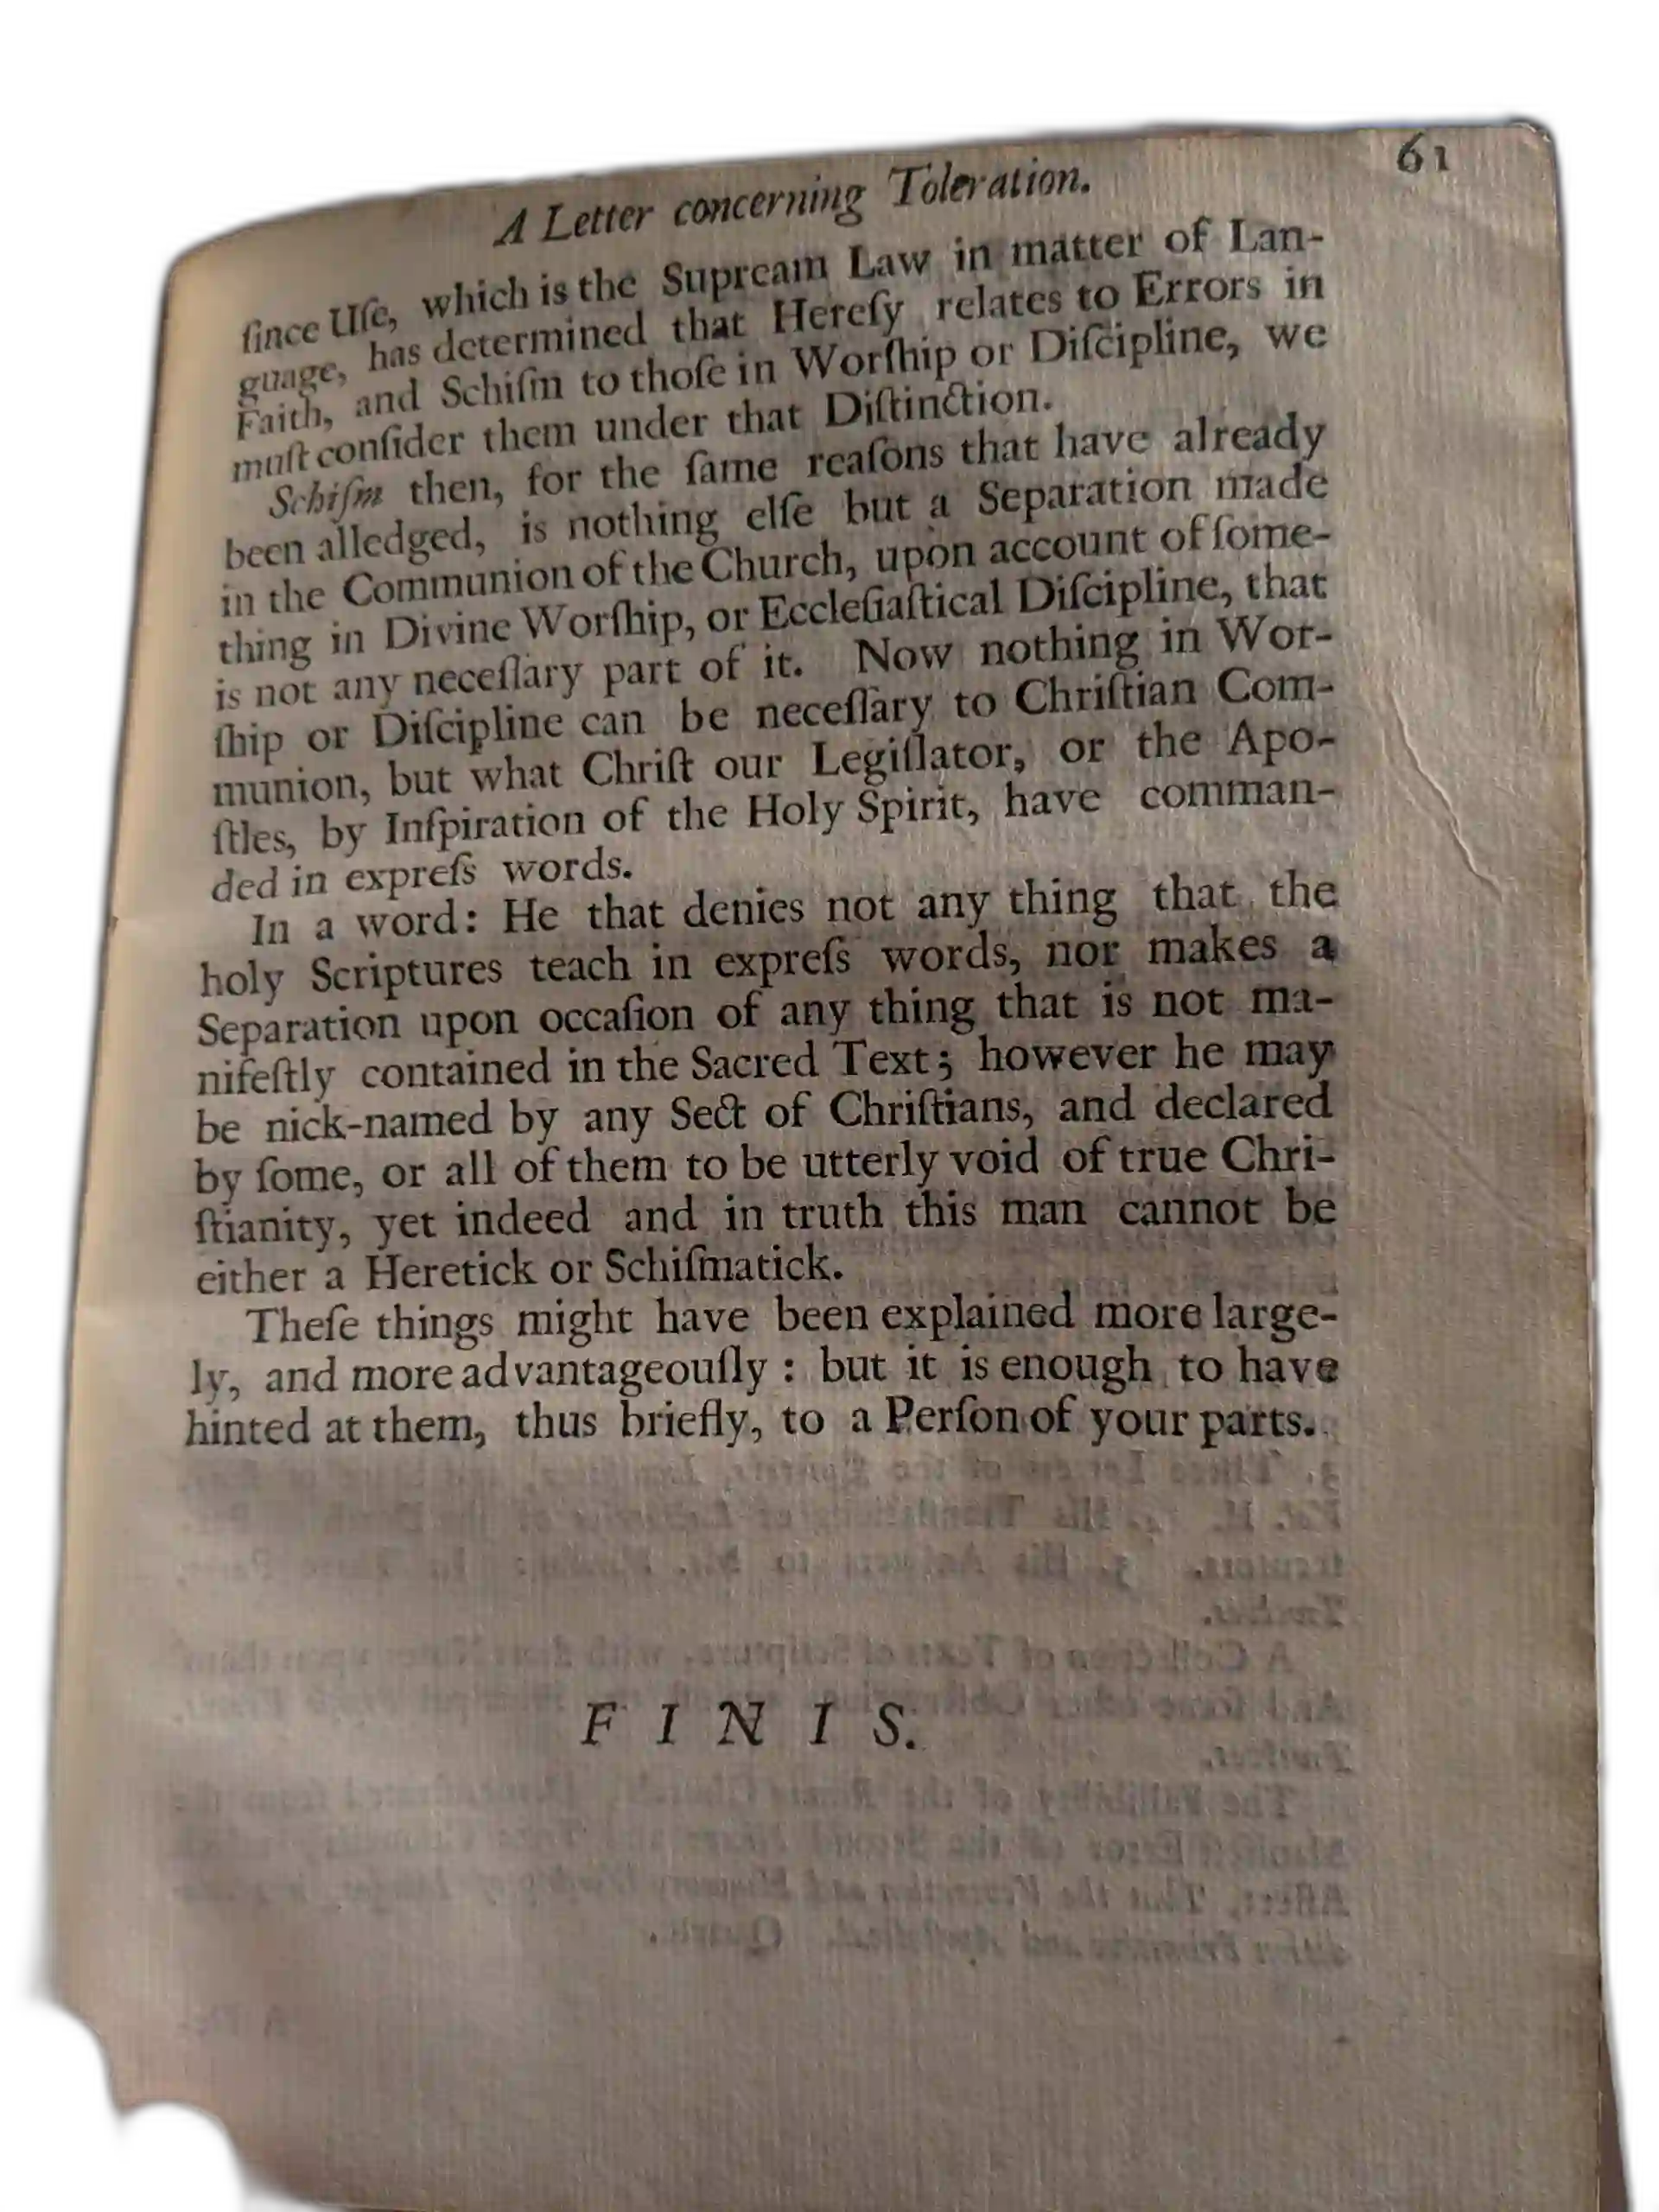 A Letter concerning Toleration. 61
ſince Uſe, which is the Supream Law in matter of Lan-
guage, has determined that Hereſy relates to Errors in
Faith, and Schiſm to thoſe in Worſhip or Diſcipline, we
muſt conſider them under that Diſtinction.
Schiſm then, for the ſame reaſons that have already
been alledged, is nothing elſe but a Separation made
in the Communion of the Church, upon account of ſome-
thing in Divine Worſhip, or Eccleſiaſtical Diſcipline, that
is not any neceſſary part of it. Now nothing in Wor-
ſhip or Diſcipline can be neceſſary to Chriſtian Com-
munion, but what Chriſt our Legiſlator, or the Apo-
ſtles, by Inſpiration of the Holy Spirit, have comman-
ded in expreſs words.
In a word: He that denies not any thing that the
holy Scriptures teach in expreſs words, nor makes a
Separation upon occaſion of any thing that is not ma-
nifeſtly contained in the Sacred Text; however he may
be nick-named by any Sect of Chriſtians, and declared
by ſome, or all of them to be utterly void of true Chri-
ſtianity, yet indeed and in truth this man cannot be
either a Heretick or Schiſmatick.
Theſe things might have been explained more large-
ly, and more advantageouſly: but it is enough to have
hinted at them, thus briefly, to a Perſon of your parts.
FINIS.